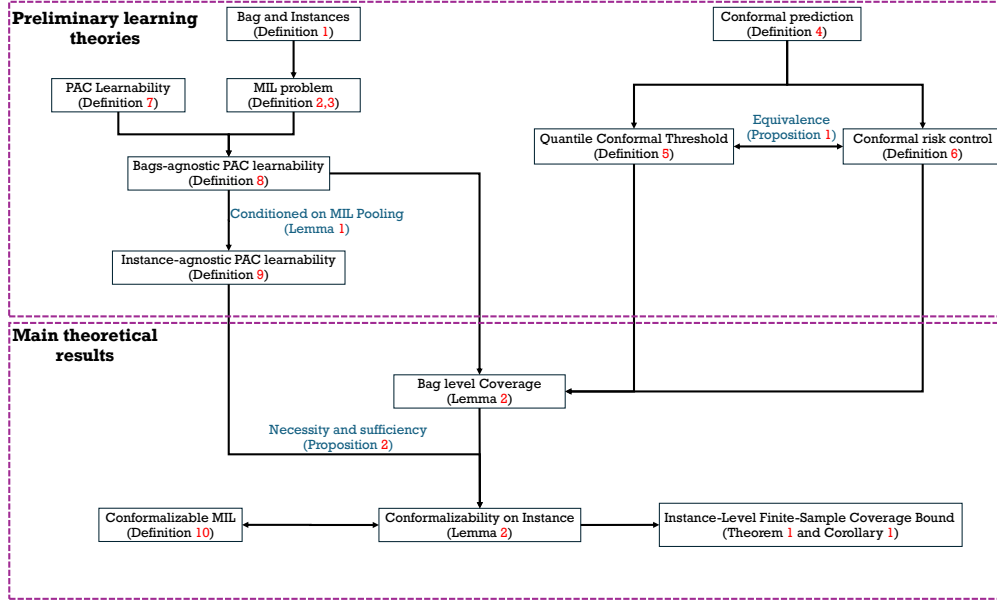 Preliminary learning
theories
Bag and Instances
(Definition 1)
Conformal prediction
(Definition 4)
PAC Learnability
(Definition 7)
MIL problem
(Definition 2,3)
Quantile Conformal Threshold
(Definition 5)
Equivalence
(Proposition 1)
Conformal risk control
(Definition 6)
Bags-agnostic PAC learnability
(Definition 8)
Conditioned on MIL Pooling
(Lemma 1)
Instance-agnostic PAC learnability
(Definition 9)
Main theoretical
results
Bag level Coverage
(Lemma 2)
Necessity and sufficiency
(Proposition 2)
Conformalizable MIL
(Definition 10)
Conformalizability on Instance
(Lemma 2)
Instance-Level Finite-Sample Coverage Bound
(Theorem 1 and Corollary 1)